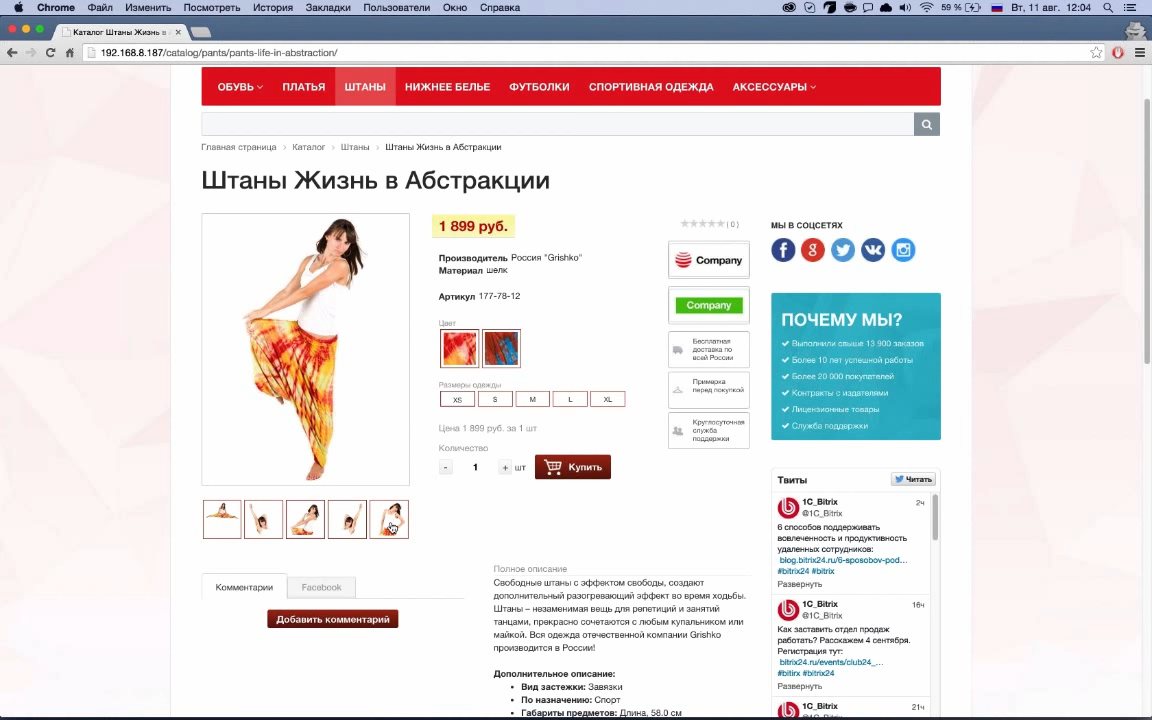 Chrome Файл Изменить Посмотреть История Закладки Пользователи Окно Справка 59 % Вт, 11 авг. 12:04
Каталог Штаны Жизнь в
192.168.8.187/catalog/pants/pants-life-in-abstraction/
ОБУВЬ ПЛАТЬЯ ШТАНЫ НИЖНЕЕ БЕЛЬЕ ФУТБОЛКИ СПОРТИВНАЯ ОДЕЖДА АКСЕССУАРЫ
Главная страница › Каталог › Штаны › Штаны Жизнь в Абстракции
Штаны Жизнь в Абстракции
1 899 руб.
Производитель Россия "Grishko"
Материал шелк
Артикул 177-78-12
Цвет
Размеры одежды
XS S M L XL
Цена 1 899 руб. за 1 шт
Количество
- 1 + шт Купить
( 0 )
Company
Company
Бесплатная
доставка по
всей России
Примерка
перед покупкой
Круглосуточная
служба
поддержки
МЫ В СОЦСЕТЯХ
ПОЧЕМУ МЫ?
Выполнили свыше 13 900 заказов
Более 10 лет успешной работы
Более 20 000 покупателей
Контракты с издателями
Лицензионные товары
Служба поддержки
Комментарии Facebook
Добавить комментарий
Полное описание
Свободные штаны с эффектом свободы, создают
дополнительный разогревающий эффект во время ходьбы.
Штаны – незаменимая вещь для репетиций и занятий
танцами, прекрасно сочетаются с любым купальником или
майкой. Вся одежда отечественной компании Grishko
производится в России!
Дополнительное описание:
• Вид застежки: Завязки
• По назначению: Спорт
• Габариты предметов: Длина, 58.0 см
Твиты Читать
1C_Bitrix 2ч
@1C_Bitrix
6 способов поддерживать
вовлеченность и продуктивность
удаленных сотрудников:
blog.bitrix24.ru/6-sposobov-pod…
#bitrix24 #bitrix
Развернуть
1C_Bitrix 16ч
@1C_Bitrix
Как заставить отдел продаж
работать? Расскажем 4 сентября.
Регистрация тут:
bitrix24.ru/events/club24_…
#bitirx #bitrix24
Развернуть
1C_Bitrix 21ч